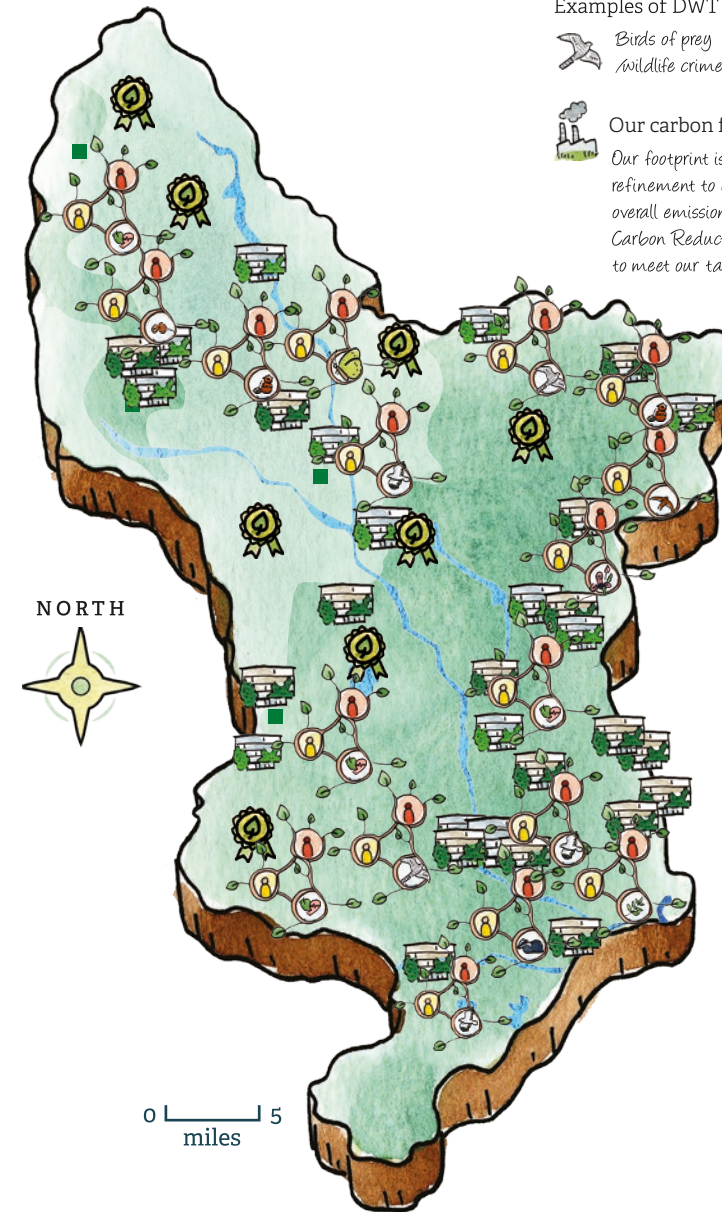 Examples of DWT
Birds of prey
/wildlife crime
Our carbon f
Our footprint is
refinement to
overall emission
Carbon Reduc
to meet our ta
NORTH
0 5
miles